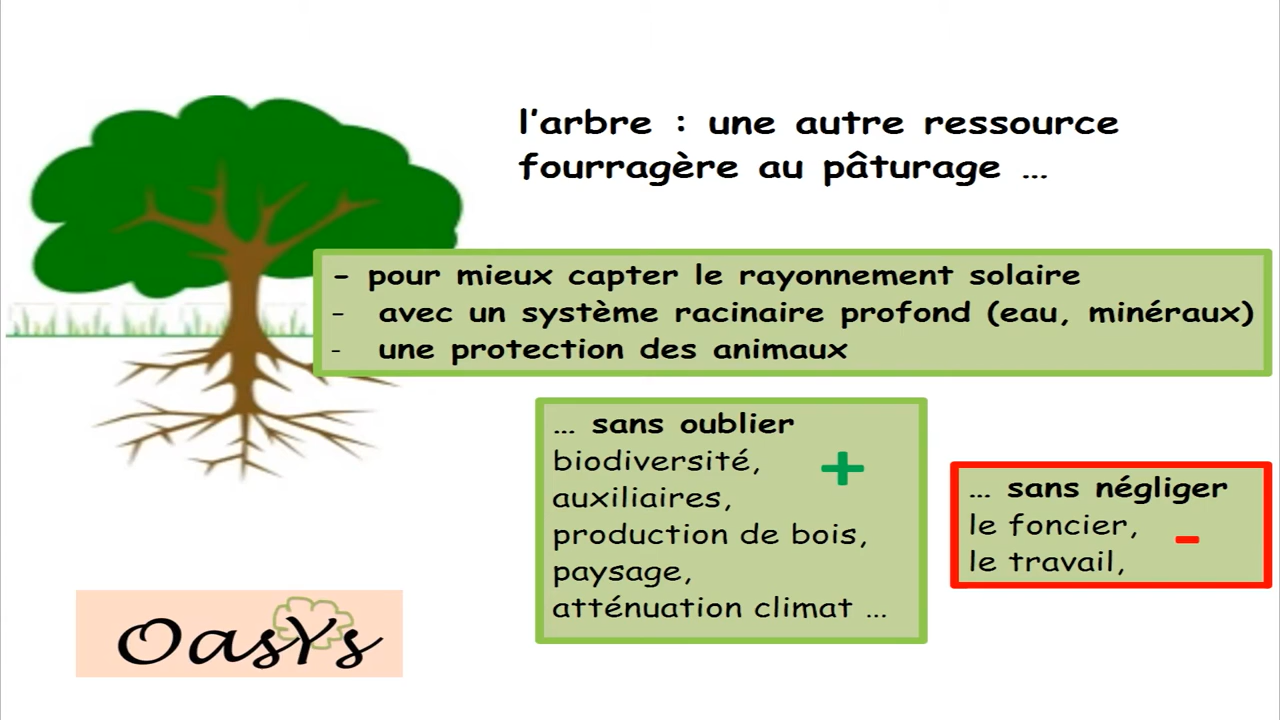 l'arbre : une autre ressource
fourragère au pâturage ...
- pour mieux capter le rayonnement solaire
- avec un système racinaire profond (eau, minéraux)
- une protection des animaux
... sans oublier
biodiversité,
auxiliaires,
production de bois,
paysage,
atténuation climat ...
+
... sans négliger
le foncier,
le travail,
-
OasYs